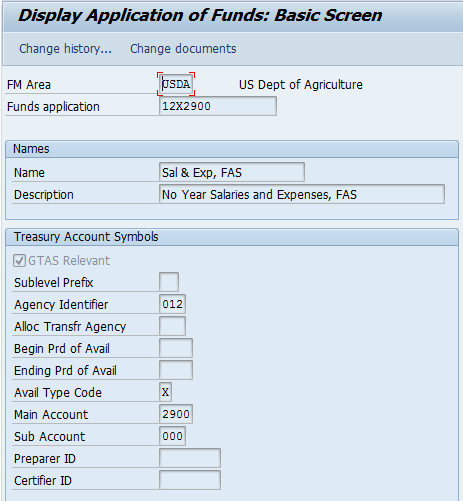 Display Application of Funds: Basic Screen
Change history... Change documents
FM Area USDA US Dept of Agriculture
Funds application 12X2900
Names
Name Sal & Exp, FAS
Description No Year Salaries and Expenses, FAS
Treasury Account Symbols
GTAS Relevant
Sublevel Prefix
Agency Identifier 012
Alloc Transfr Agency
Begin Prd of Avail
Ending Prd of Avail
Avail Type Code X
Main Account 2900
Sub Account 000
Preparer ID
Certifier ID